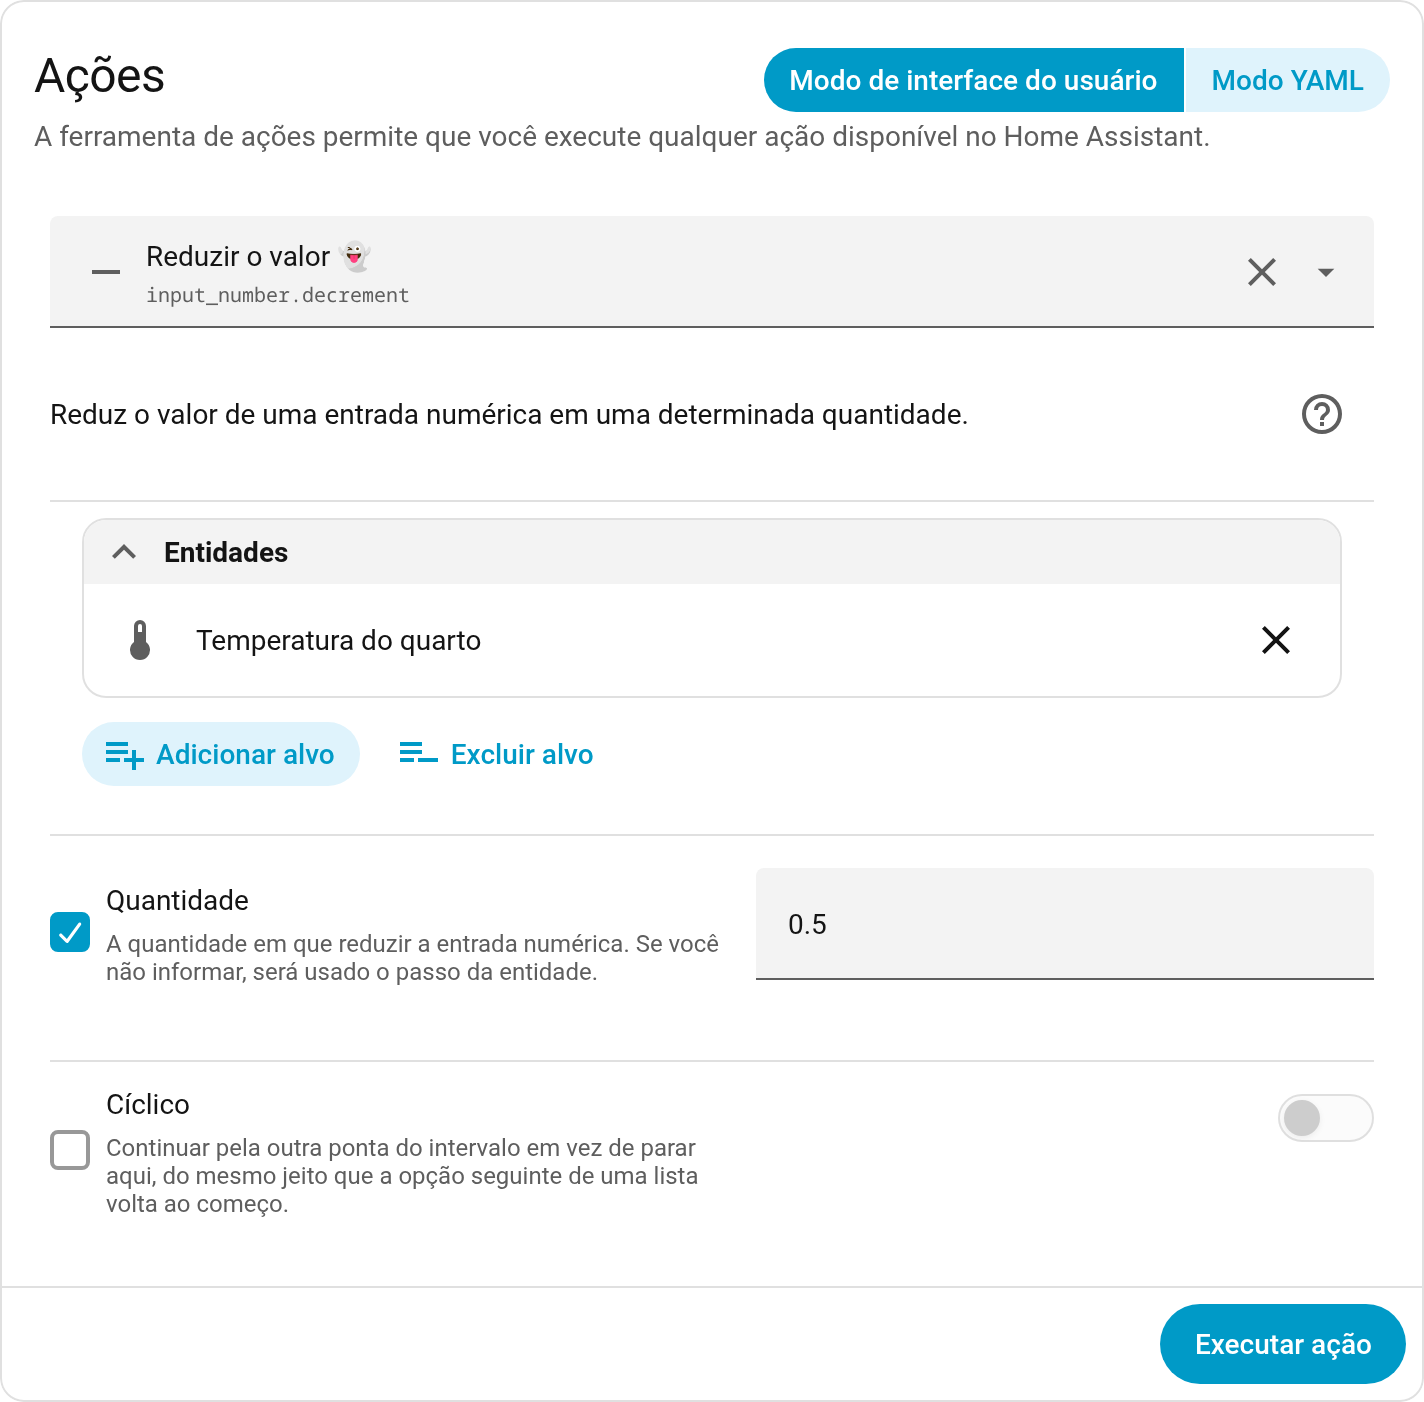 Ações
Modo de interface do usuário
Modo YAML
A ferramenta de ações permite que você execute qualquer ação disponível no Home Assistant.
Reduzir o valor 👻
input_number.decrement
Reduz o valor de uma entrada numérica em uma determinada quantidade.
Entidades
Temperatura do quarto
Adicionar alvo
Excluir alvo
Quantidade
A quantidade em que reduzir a entrada numérica. Se você
não informar, será usado o passo da entidade.
0.5
Cíclico
Continuar pela outra ponta do intervalo em vez de parar
aqui, do mesmo jeito que a opção seguinte de uma lista
volta ao começo.
Executar ação